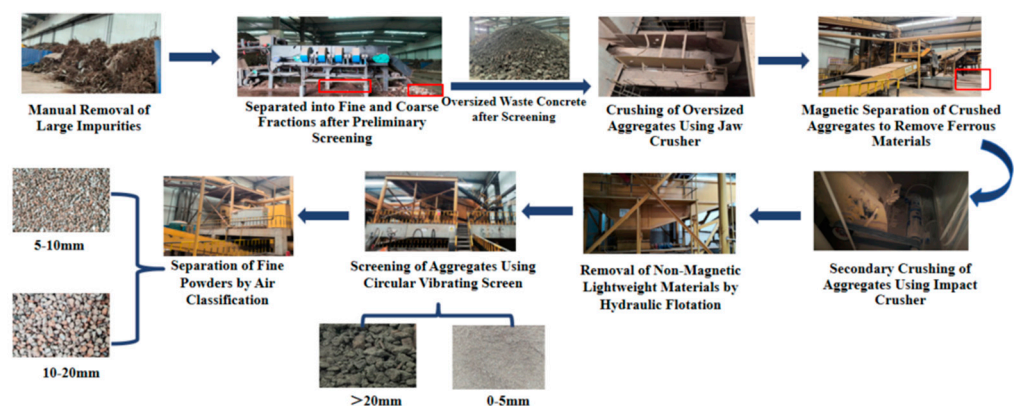 Manual Removal of
Large Impurities
Separated into Fine and Coarse
Fractions after Preliminary
Screening
Oversized Waste Concrete
after Screening
Crushing of Oversized
Aggregates Using Jaw
Crusher
Magnetic Separation of Crushed
Aggregates to Remove Ferrous
Materials
Secondary Crushing of
Aggregates Using Impact
Crusher
Removal of Non-Magnetic
Lightweight Materials by
Hydraulic Flotation
Screening of Aggregates Using
Circular Vibrating Screen
>20mm
0-5mm
Separation of Fine
Powders by Air
Classification
5-10mm
10-20mm